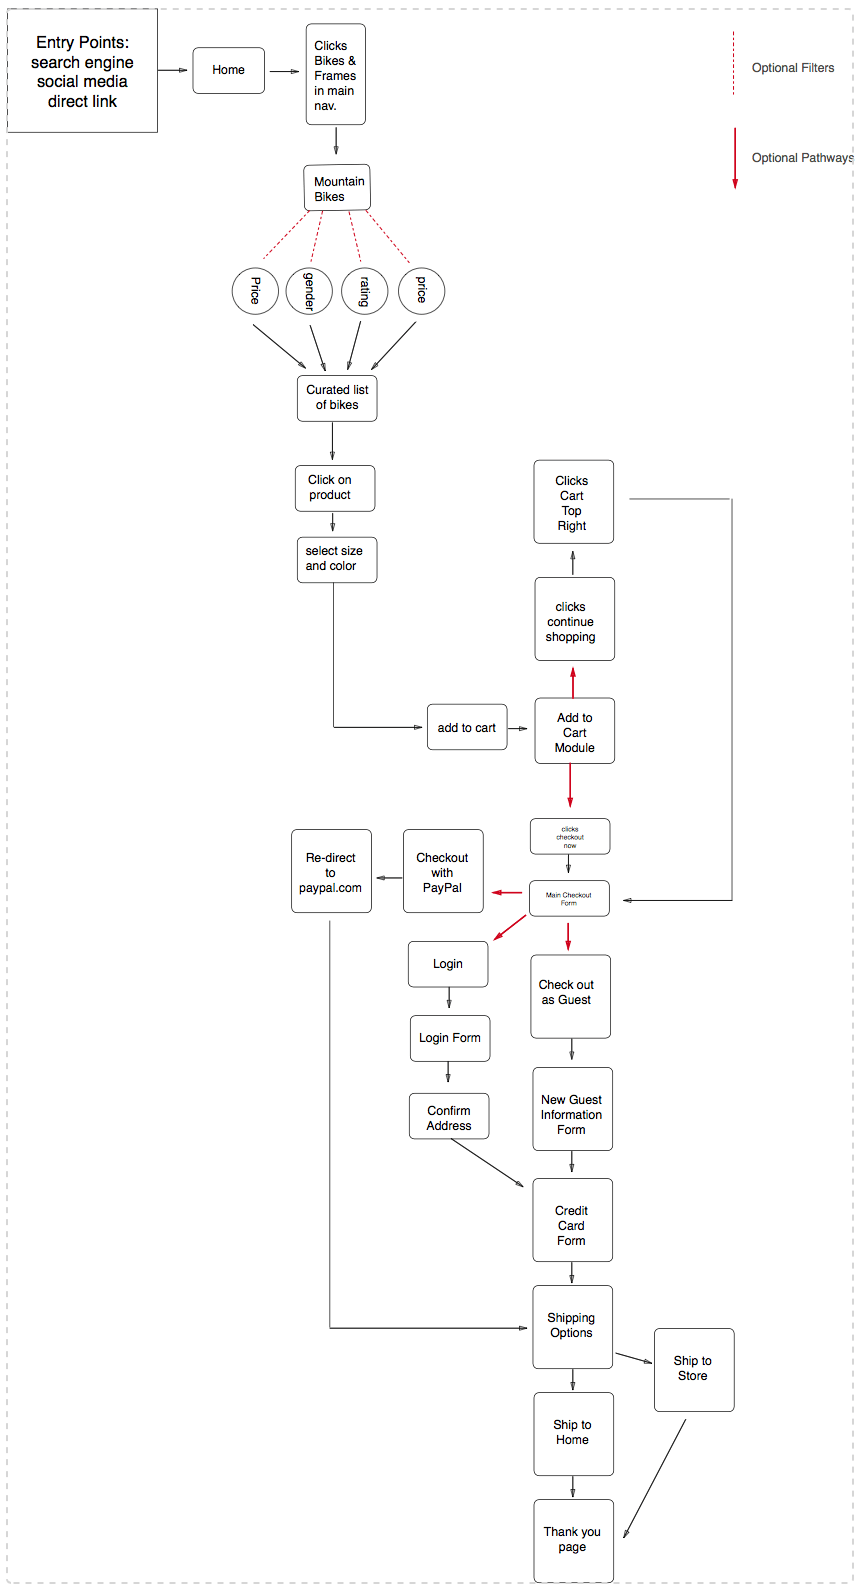 Entry Points:
search engine
social media
direct link
Home
Clicks
Bikes &
Frames
in main
nav.
Optional Filters
Optional Pathways
Mountain
Bikes
Price
gender
rating
price
Curated list
of bikes
Click on
product
select size
and color
Clicks
Cart
Top
Right
clicks
continue
shopping
add to cart
Add to
Cart
Module
clicks
checkout
now
Main Checkout
Form
Checkout
with
PayPal
Re-direct
to
paypal.com
Login
Login Form
Confirm
Address
Check out
as Guest
New Guest
Information
Form
Credit
Card
Form
Shipping
Options
Ship to
Store
Ship to
Home
Thank you
page